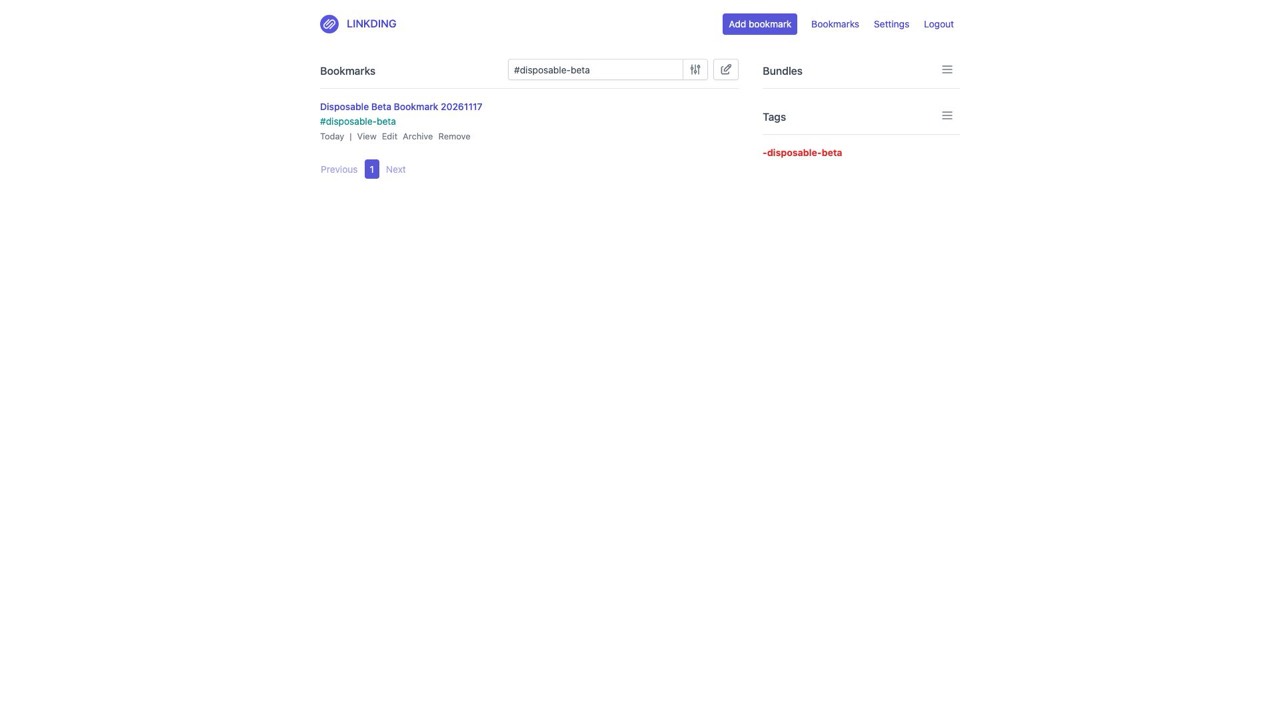 LINKDING
Add bookmark Bookmarks Settings Logout
Bookmarks
#disposable-beta
Disposable Beta Bookmark 20261117
#disposable-beta
Today | View Edit Archive Remove
Previous 1 Next
Bundles
Tags
-disposable-beta